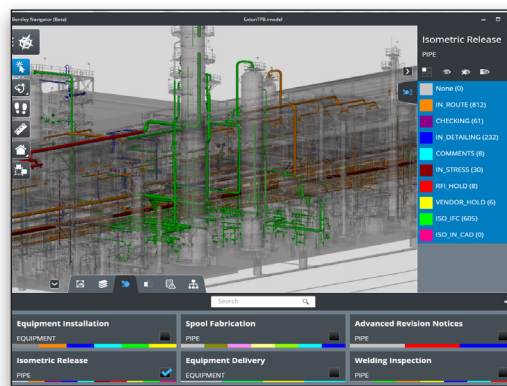 Bentley Navigator (Beta)
ExtonTPB.imodel
Isometric Release
PIPE
None (0)
IN_ROUTE (812)
CHECKING (61)
IN_DETAILING (232)
COMMENTS (8)
IN_STRESS (30)
RFI_HOLD (8)
VENDOR_HOLD (6)
ISO_IFC (605)
ISO_IN_CAD (0)
Search
Equipment Installation
EQUIPMENT
Spool Fabrication
PIPE
Advanced Revision Notices
PIPE
Isometric Release
PIPE
Equipment Delivery
EQUIPMENT
Welding Inspection
PIPE